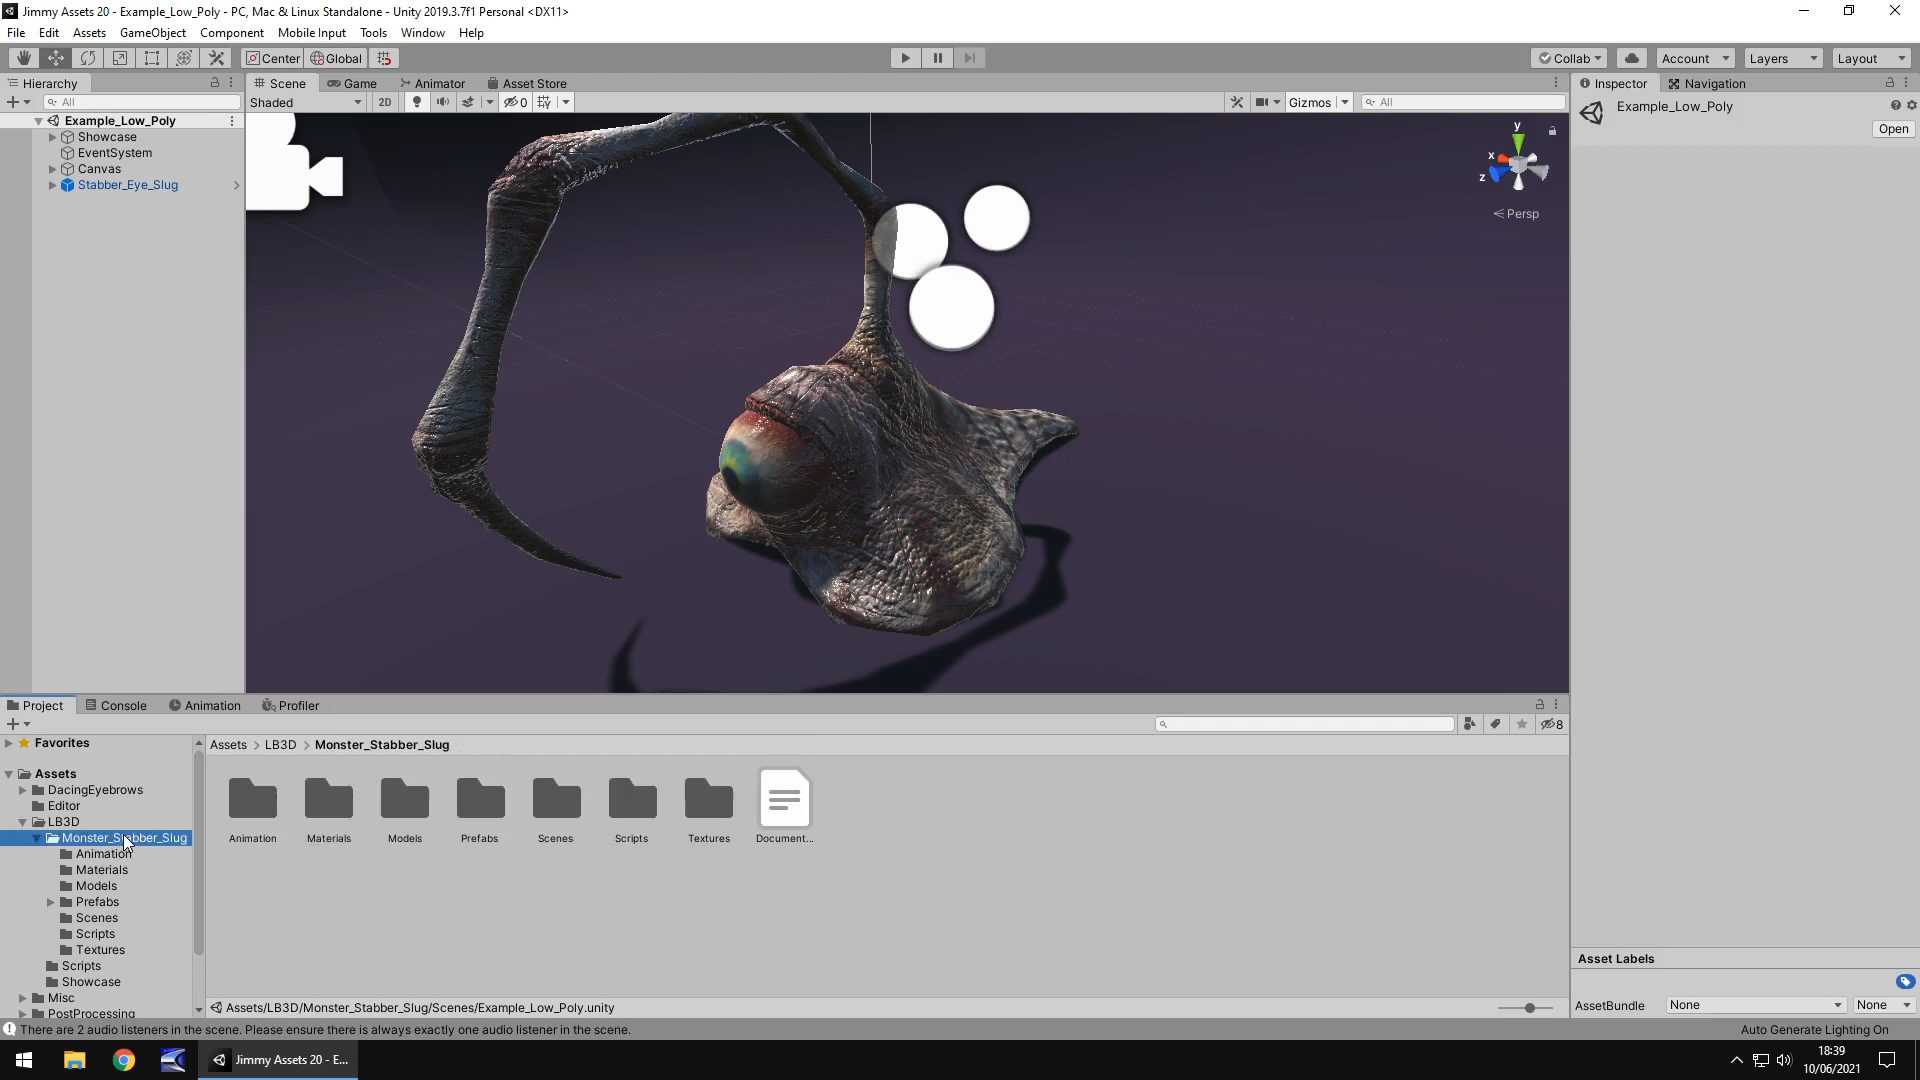 Jimmy Assets 20 - Example_Low_Poly - PC, Mac & Linux Standalone - Unity 2019.3.7f1 Personal <DX11>
File Edit Assets GameObject Component Mobile Input Tools Window Help
Center Global Collab Account Layers Layout
Hierarchy Scene Game Animator Asset Store Inspector Navigation
All Shaded 2D 0 Gizmos All
Example_Low_Poly
Open
Example_Low_Poly
Showcase
EventSystem
Canvas
Stabber_Eye_Slug
y
x
z
Persp
Project Console Animation Profiler
8
Favorites
Assets > LB3D > Monster_Stabber_Slug
Assets
DacingEyebrows
Editor
LB3D
Monster_Stabber_Slug
Animation
Materials
Models
Prefabs
Scenes
Scripts
Textures
Scripts
Showcase
Misc
PostProcessing
Animation Materials Models Prefabs Scenes Scripts Textures Document...
Asset Labels
Assets/LB3D/Monster_Stabber_Slug/Scenes/Example_Low_Poly.unity
AssetBundle None None
There are 2 audio listeners in the scene. Please ensure there is always exactly one audio listener in the scene.
Auto Generate Lighting On
Jimmy Assets 20 - E...
18:39
10/06/2021